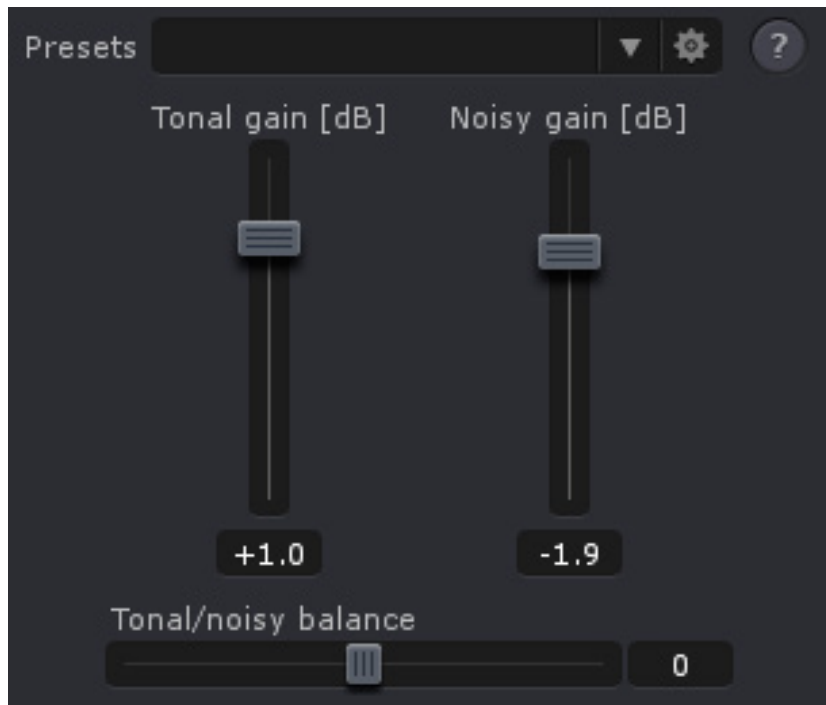 Presets ?
Tonal gain [dB] Noisy gain [dB]
+1.0 -1.9
Tonal/noisy balance
0